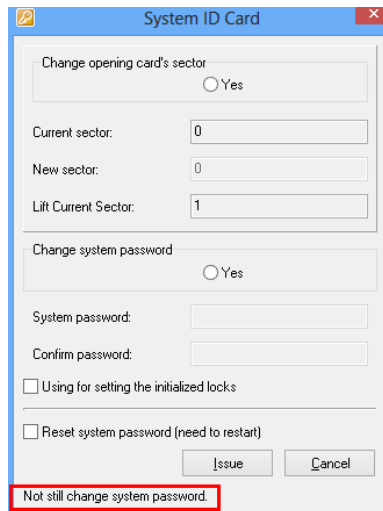 System ID Card
Change opening card's sector
Yes
Current sector: 0
New sector: 0
Lift Current Sector: 1
Change system password
Yes
System password:
Confirm password:
Using for setting the initialized locks
Reset system password (need to restart)
Issue Cancel
Not still change system password.